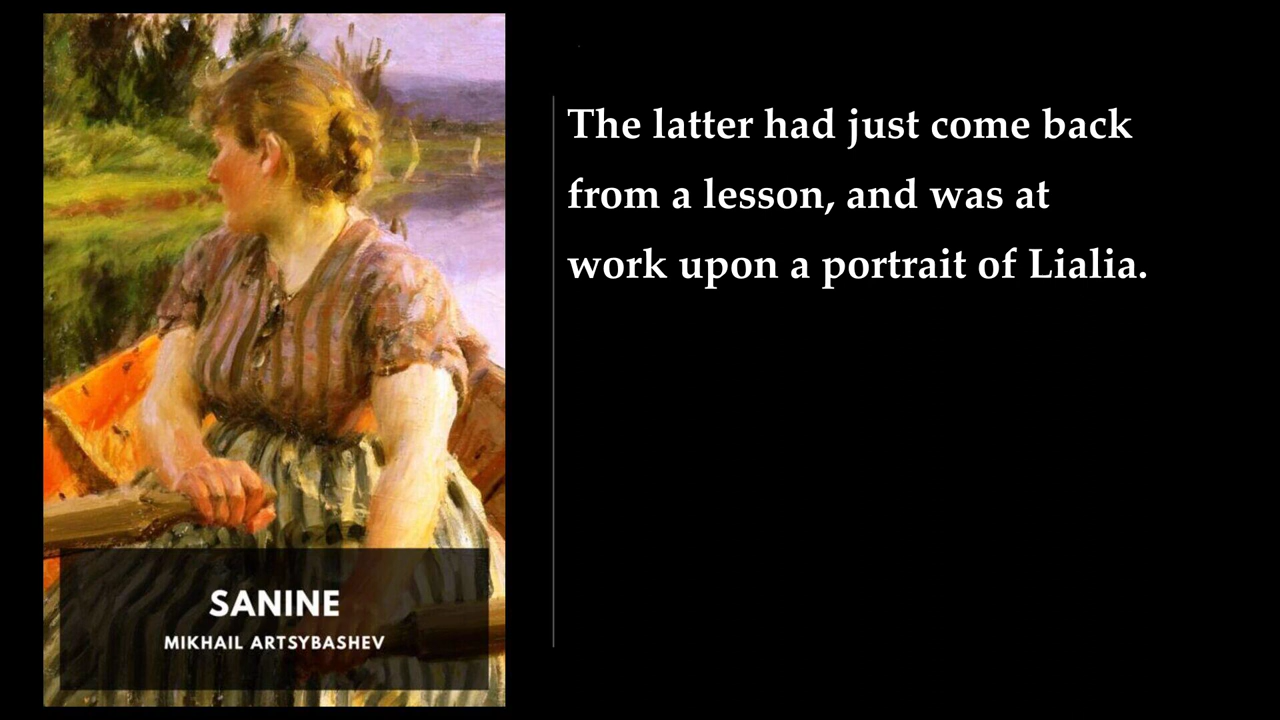 The latter had just come back
from a lesson, and was at
work upon a portrait of Lialia.
SANINE
MIKHAIL ARTSYBASHEV